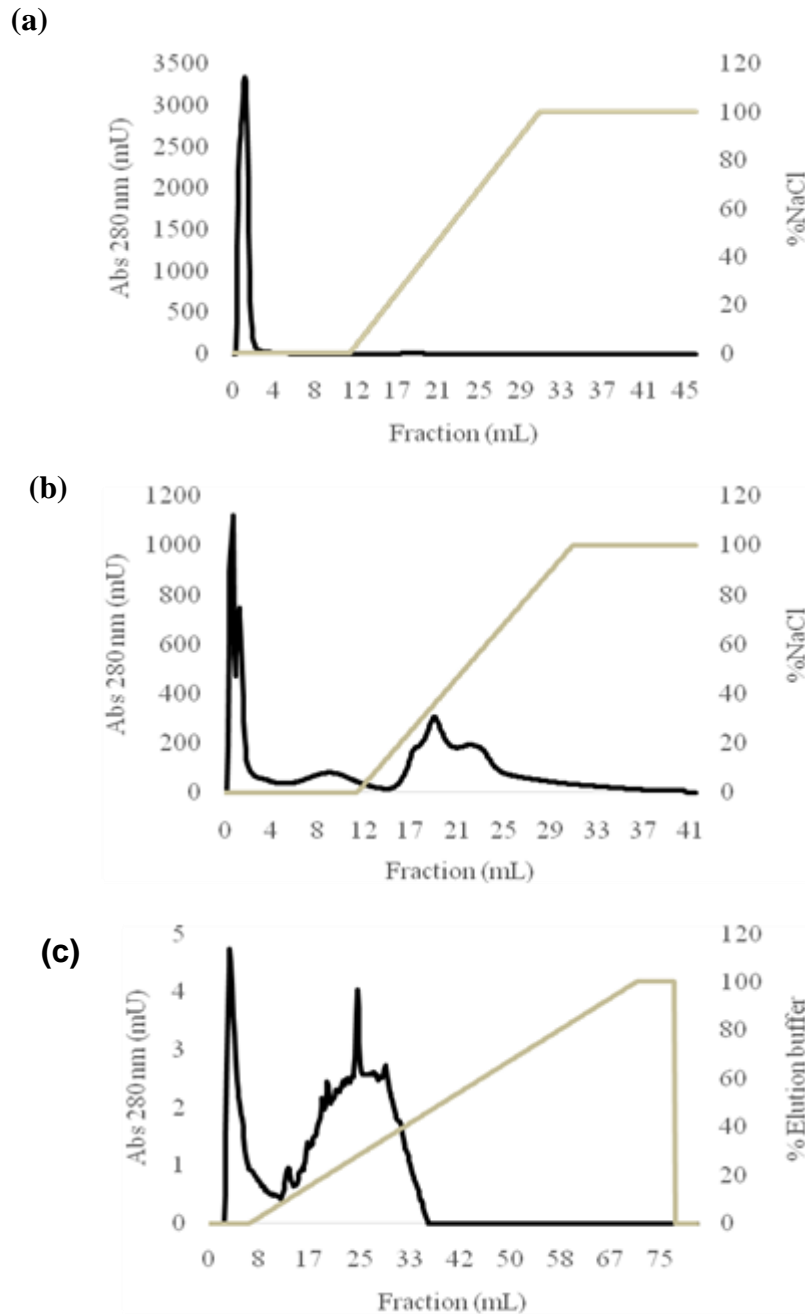 (a)
3500
3000
2500
2000
1500
1000
500
0
Abs 280 nm (mU)
120
100
80
60
40
20
0
%NaCl
0 4 8 12 17 21 25 29 33 37 41 45
Fraction (mL)
(b)
1200
1000
800
600
400
200
0
Abs 280 nm (mU)
120
100
80
60
40
20
0
%NaCl
0 4 8 12 17 21 25 29 33 37 41
Fraction (mL)
(c)
5
4
3
2
1
0
Abs 280 nm (mU)
120
100
80
60
40
20
0
%Elution buffer
0 8 17 25 33 42 50 58 67 75
Fraction (mL)